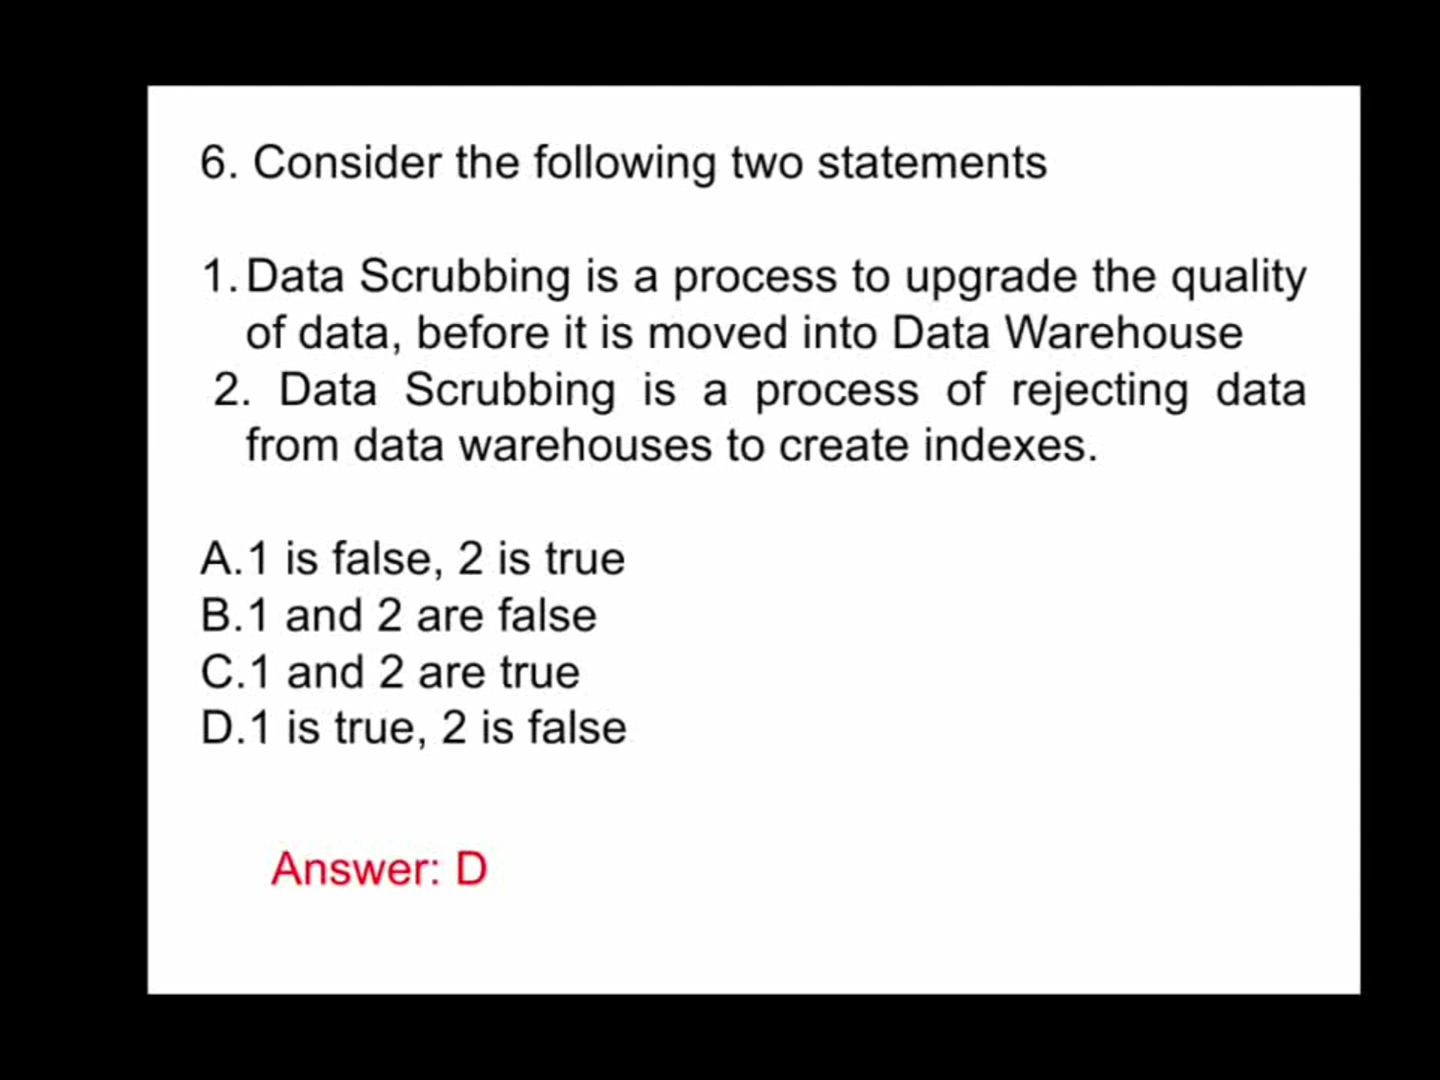 6. Consider the following two statements
1. Data Scrubbing is a process to upgrade the quality
of data, before it is moved into Data Warehouse
2. Data Scrubbing is a process of rejecting data
from data warehouses to create indexes.
A.1 is false, 2 is true
B.1 and 2 are false
C.1 and 2 are true
D.1 is true, 2 is false
Answer: D